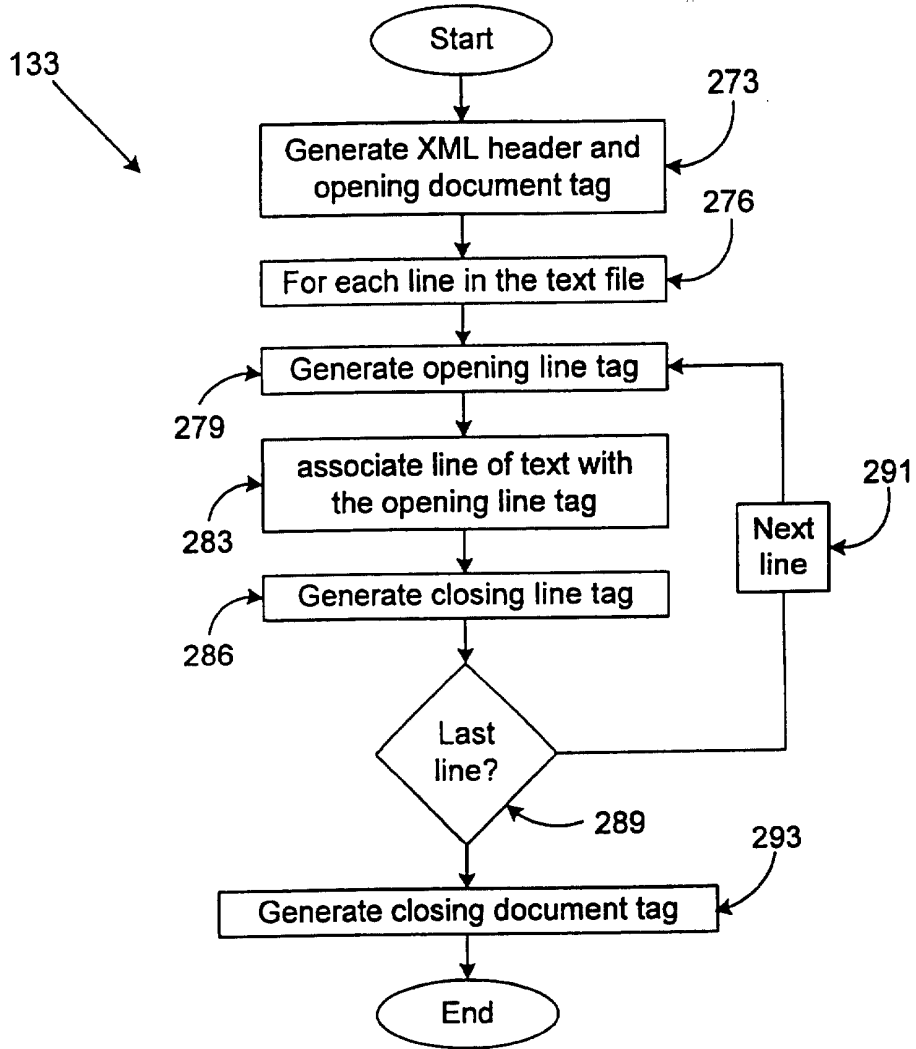 Start
133
273
Generate XML header and
opening document tag
276
For each line in the text file
Generate opening line tag
279
associate line of text with
the opening line tag
283
291
Next
line
Generate closing line tag
286
Last
line?
289
293
Generate closing document tag
End